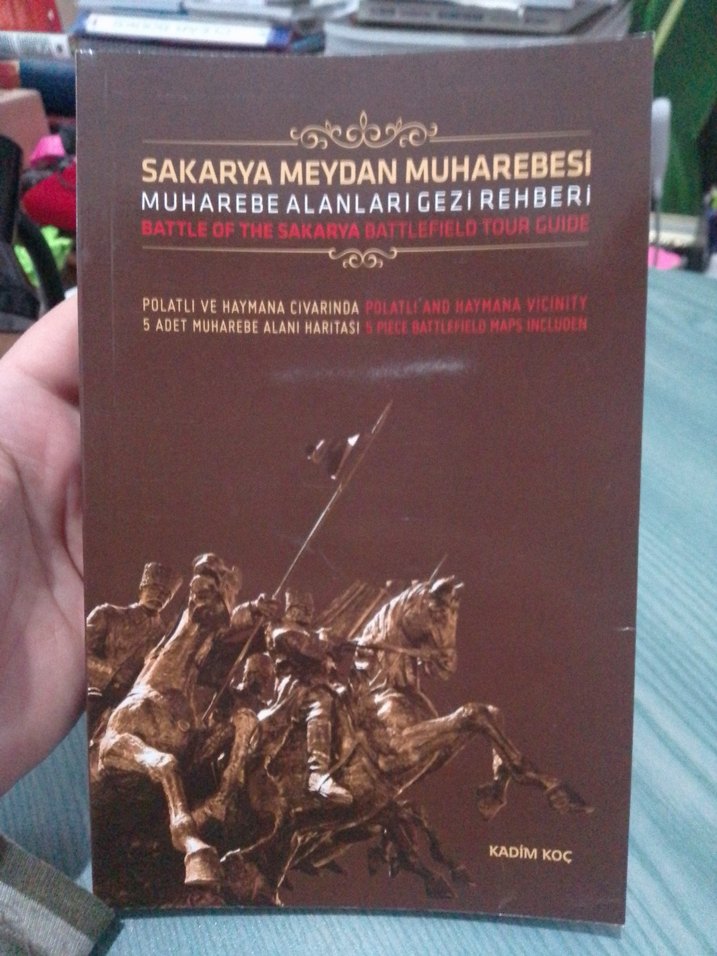 SAKARYA MEYDAN MUHAREBESİ
MUHAREBE ALANLARI GEZİ REHBERİ
BATTLE OF THE SAKARYA BATTLEFIELD TOUR GUIDE
POLATLI VE HAYMANA CIVARINDA POLATLI AND HAYMANA VICINITY
5 ADET MUHAREBE ALANI HARİTASI 5 PIECE BATTLEFIELD MAPS INCLUDEN
KADİM KOÇ